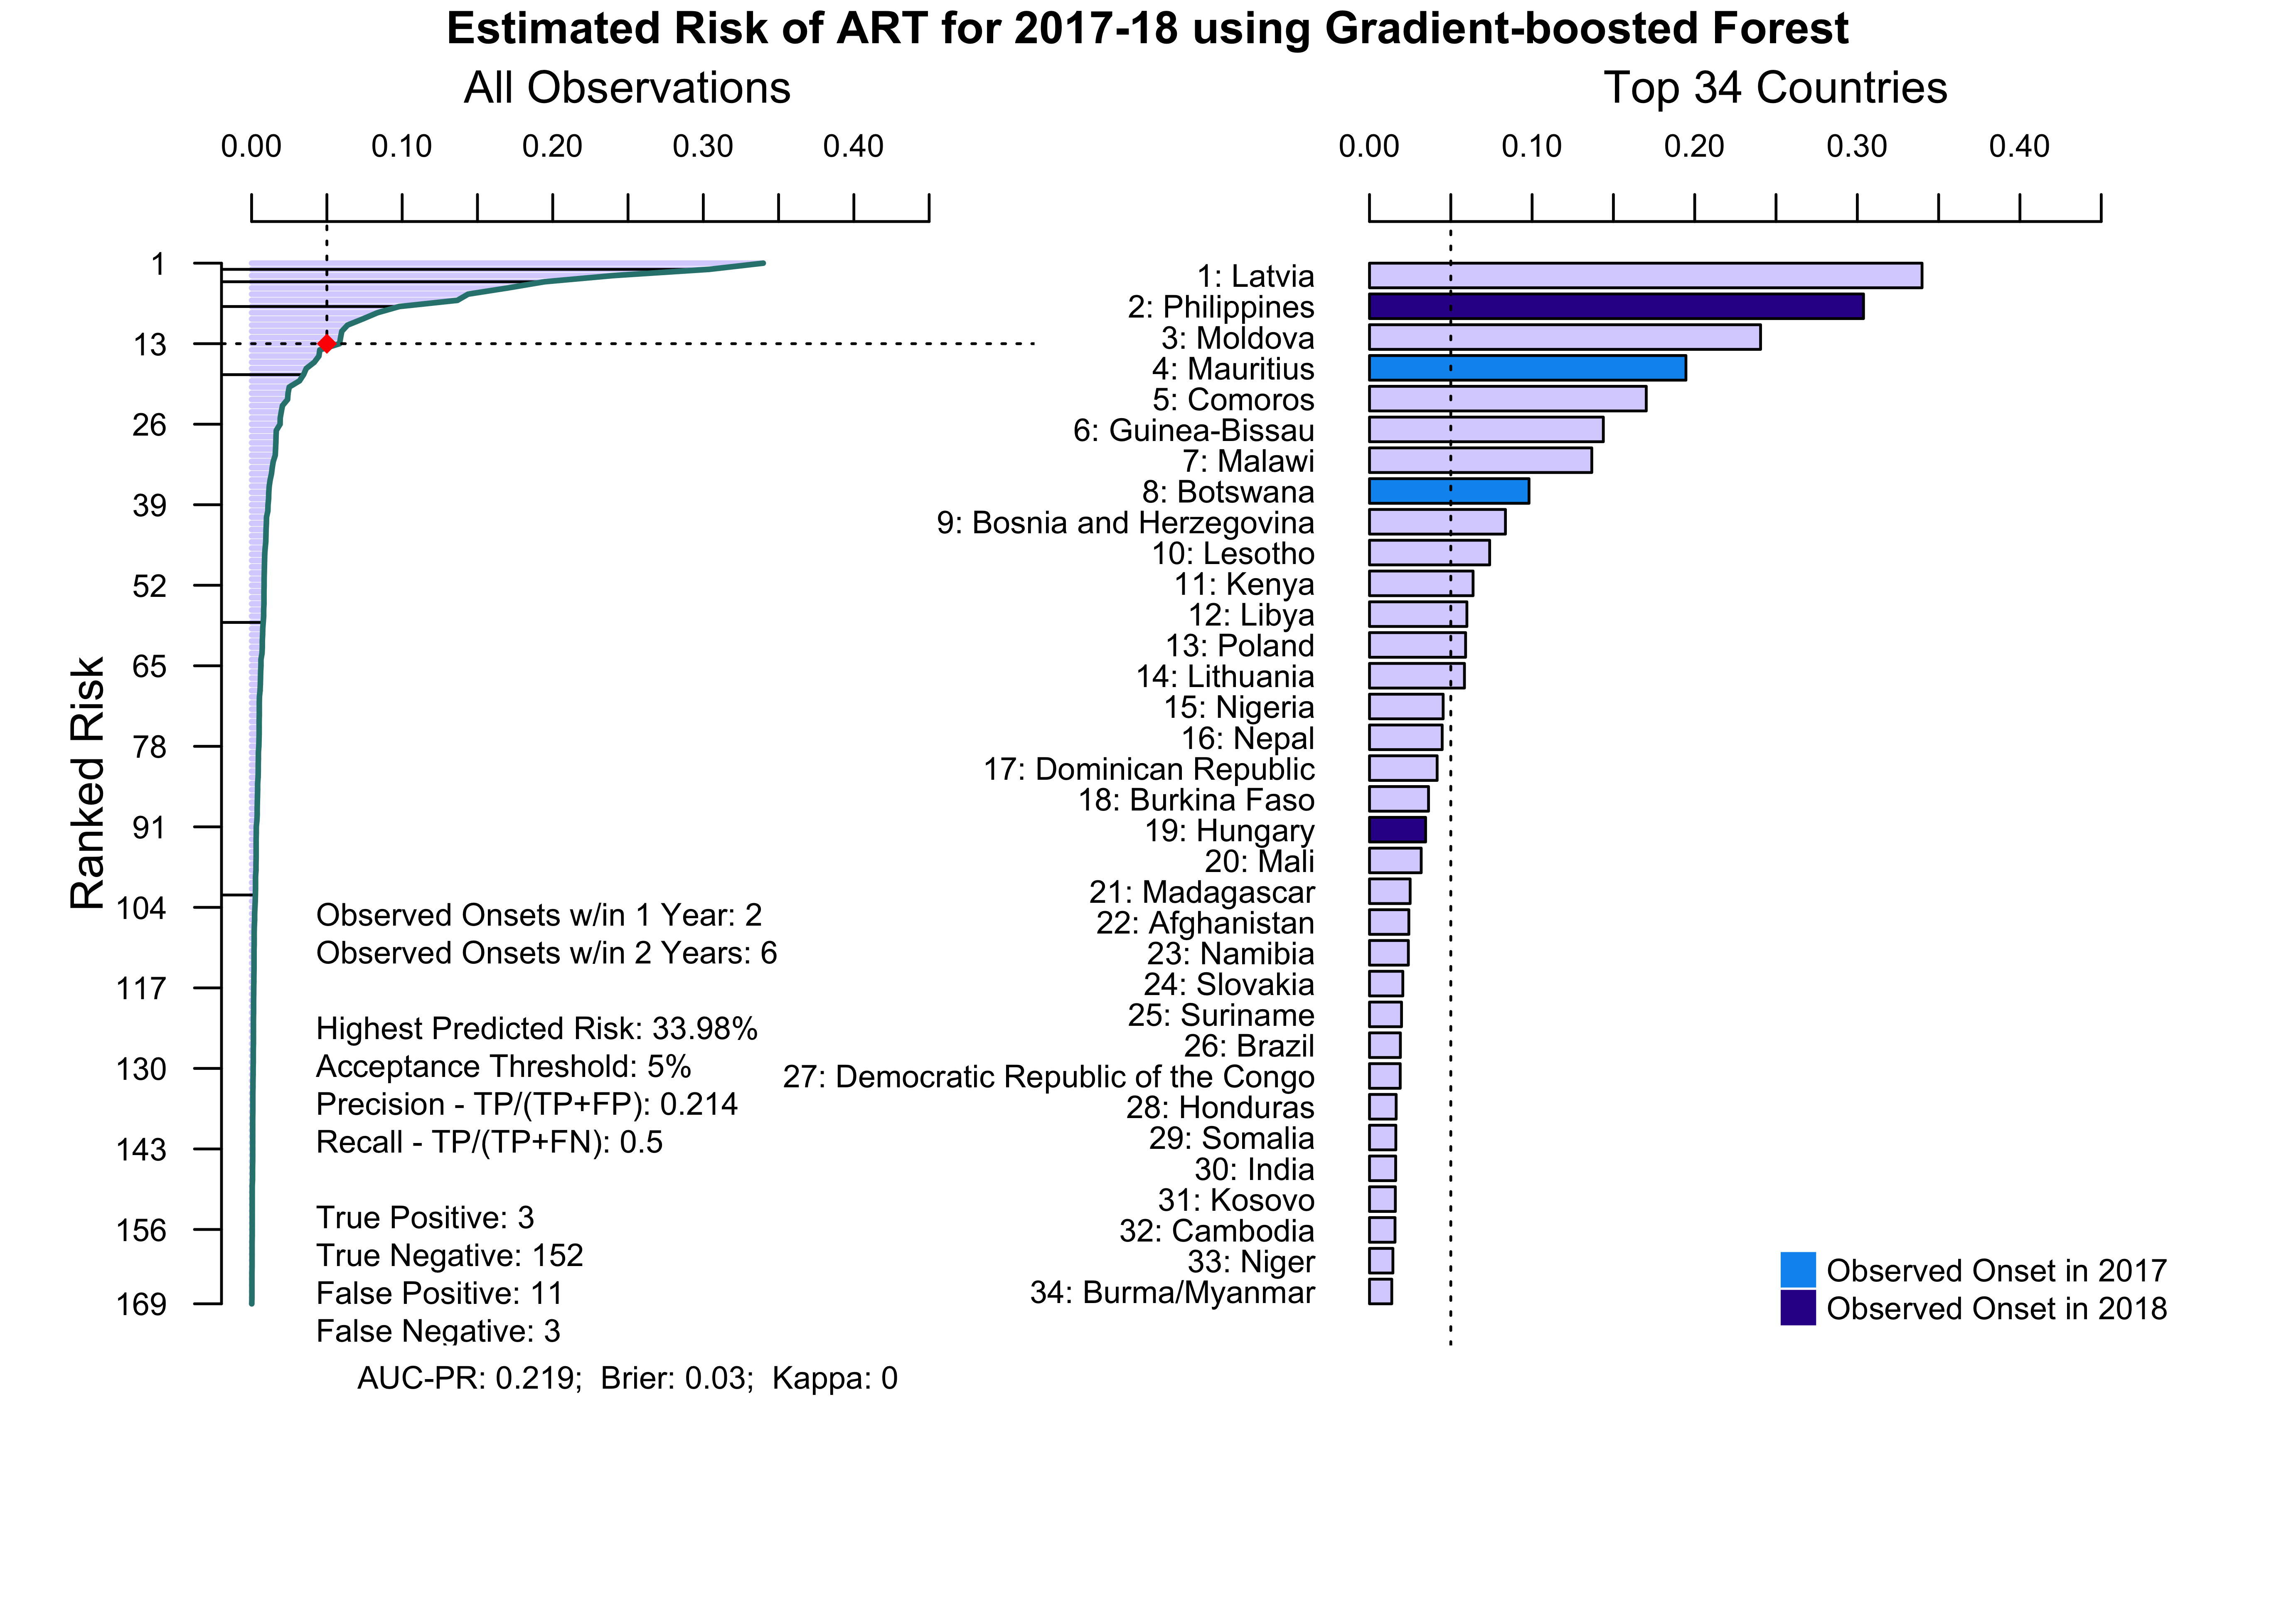 Estimated Risk of ART for 2017-18 using Gradient-boosted Forest
All Observations
0.00 0.10 0.20 0.30 0.40
Ranked Risk
1
13
26
39
52
65
78
91
104
117
130
143
156
169
Observed Onsets w/in 1 Year: 2
Observed Onsets w/in 2 Years: 6
Highest Predicted Risk: 33.98%
Acceptance Threshold: 5%
Precision - TP/(TP+FP): 0.214
Recall - TP/(TP+FN): 0.5
True Positive: 3
True Negative: 152
False Positive: 11
False Negative: 3
AUC-PR: 0.219;  Brier: 0.03;  Kappa: 0
Top 34 Countries
0.00 0.10 0.20 0.30 0.40
1: Latvia
2: Philippines
3: Moldova
4: Mauritius
5: Comoros
6: Guinea-Bissau
7: Malawi
8: Botswana
9: Bosnia and Herzegovina
10: Lesotho
11: Kenya
12: Libya
13: Poland
14: Lithuania
15: Nigeria
16: Nepal
17: Dominican Republic
18: Burkina Faso
19: Hungary
20: Mali
21: Madagascar
22: Afghanistan
23: Namibia
24: Slovakia
25: Suriname
26: Brazil
27: Democratic Republic of the Congo
28: Honduras
29: Somalia
30: India
31: Kosovo
32: Cambodia
33: Niger
34: Burma/Myanmar
Observed Onset in 2017
Observed Onset in 2018